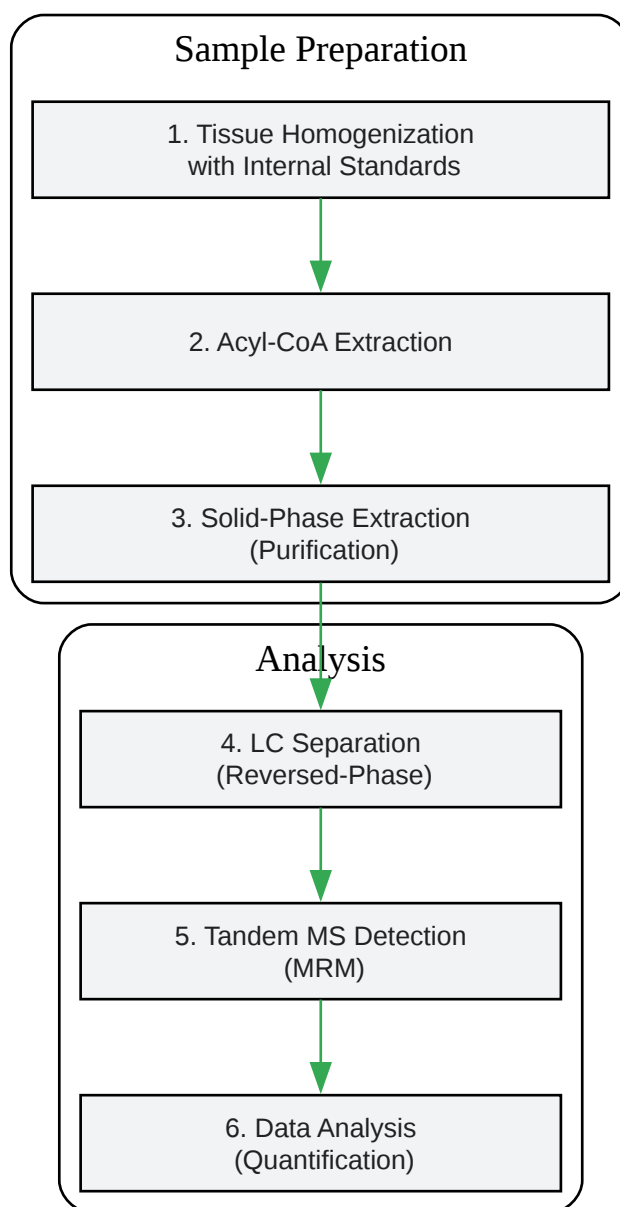 Sample Preparation
1. Tissue Homogenization
with Internal Standards
2. Acyl-CoA Extraction
3. Solid-Phase Extraction
(Purification)
Analysis
4. LC Separation
(Reversed-Phase)
5. Tandem MS Detection
(MRM)
6. Data Analysis
(Quantification)